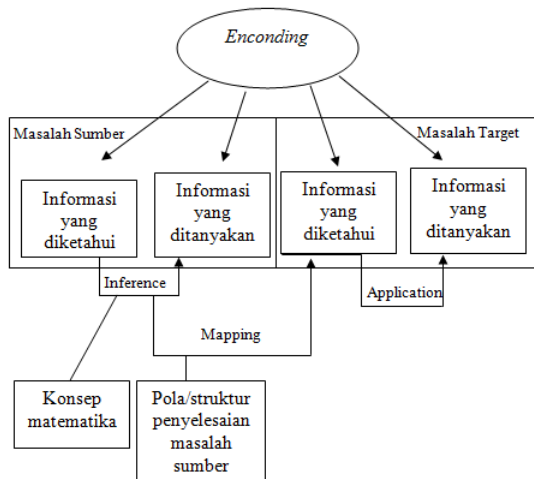 Enconding
Masalah Sumber
Masalah Target
Informasi
yang
diketahui
Informasi
yang
ditanyakan
Informasi
yang
diketahui
Informasi
yang
ditanyakan
Inference
Application
Mapping
Konsep
matematika
Pola/struktur
penyelesaian
masalah
sumber